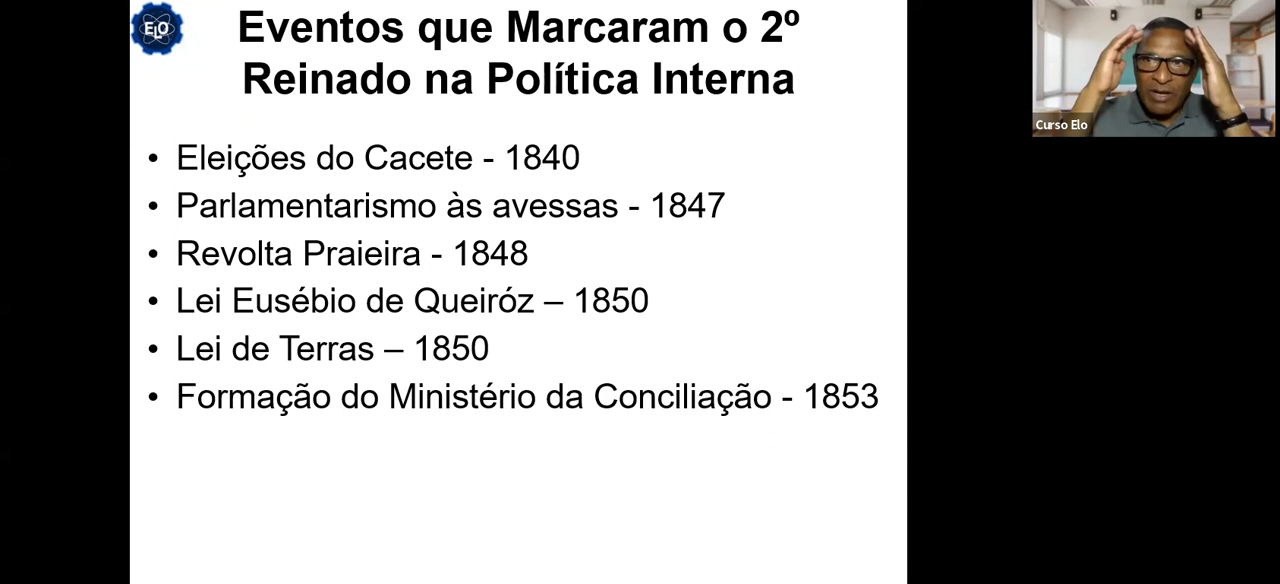 ELO
Eventos que Marcaram o 2º
Reinado na Política Interna
• Eleições do Cacete - 1840
• Parlamentarismo às avessas - 1847
• Revolta Praieira - 1848
• Lei Eusébio de Queiróz – 1850
• Lei de Terras – 1850
• Formação do Ministério da Conciliação - 1853
Curso Elo